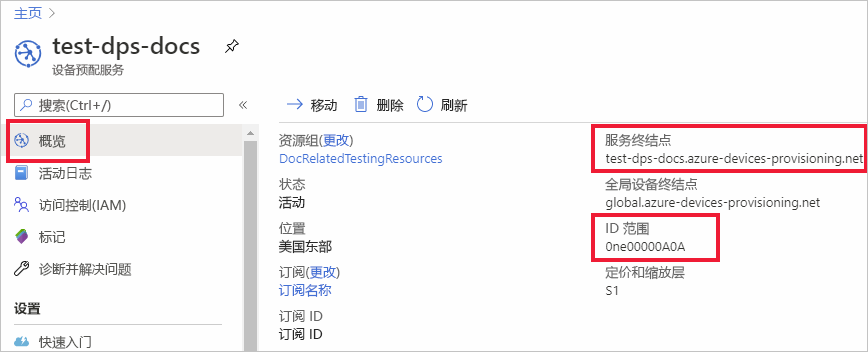 主页
test-dps-docs
设备预配服务
搜索(Ctrl+/)
概览
活动日志
访问控制(IAM)
标记
诊断并解决问题
设置
快速入门
移动
删除
刷新
资源组(更改)
DocRelatedTestingResources
状态
活动
位置
美国东部
订阅(更改)
订阅名称
订阅 ID
订阅 ID
服务终结点
test-dps-docs.azure-devices-provisioning.net
全局设备终结点
global.azure-devices-provisioning.net
ID 范围
0ne00000A0A
定价和缩放层
S1